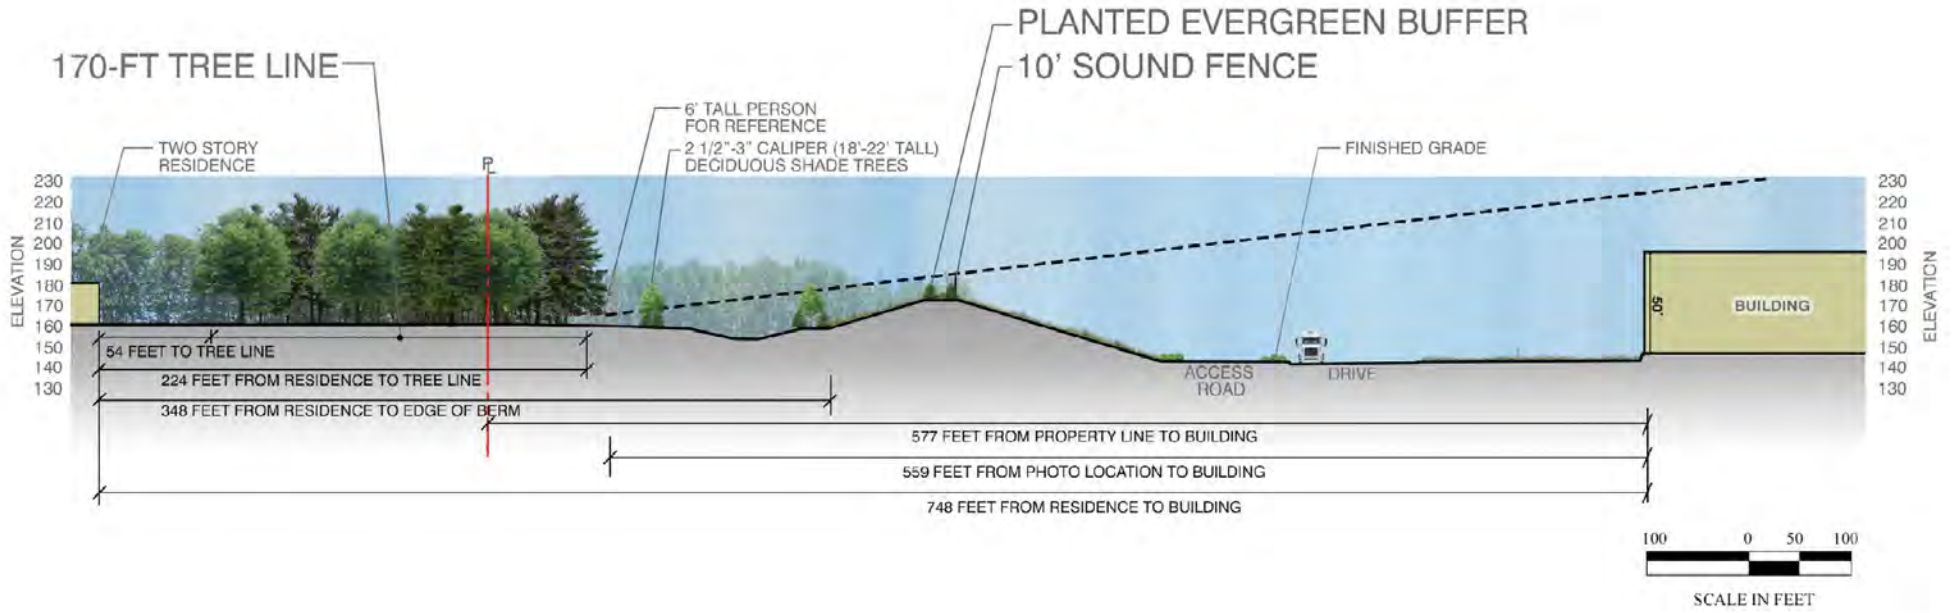 PLANTED EVERGREEN BUFFER
170-FT TREE LINE
10' SOUND FENCE
6' TALL PERSON
FOR REFERENCE
2 1/2"-3" CALIPER (18'-22' TALL)
DECIDUOUS SHADE TREES
TWO STORY
RESIDENCE
PL
FINISHED GRADE
ELEVATION
230
220
210
200
190
180
170
160
150
140
130
50'
BUILDING
230
220
210
200
190
180
170
160
150
140
130
ELEVATION
ACCESS
ROAD
DRIVE
54 FEET TO TREE LINE
224 FEET FROM RESIDENCE TO TREE LINE
348 FEET FROM RESIDENCE TO EDGE OF BERM
577 FEET FROM PROPERTY LINE TO BUILDING
559 FEET FROM PHOTO LOCATION TO BUILDING
748 FEET FROM RESIDENCE TO BUILDING
100 0 50 100
SCALE IN FEET